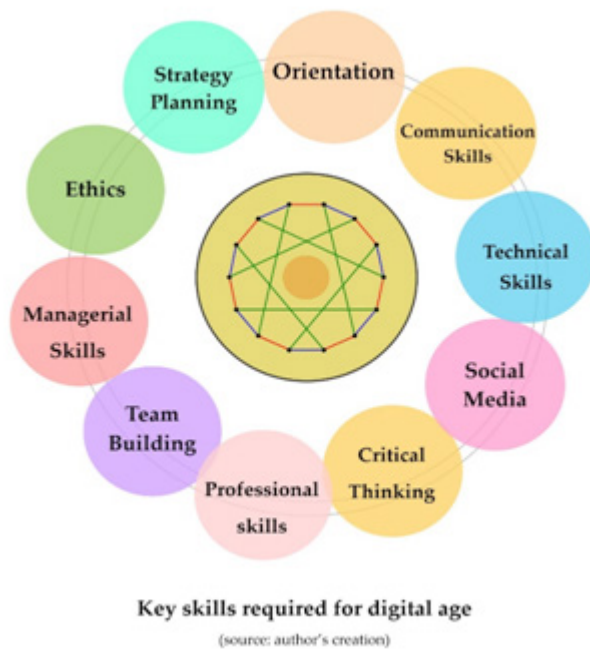 Orientation
Communication
Skills
Technical
Skills
Social
Media
Critical
Thinking
Professional
skills
Team
Building
Managerial
Skills
Ethics
Strategy
Planning
Key skills required for digital age
(source: author's creation)